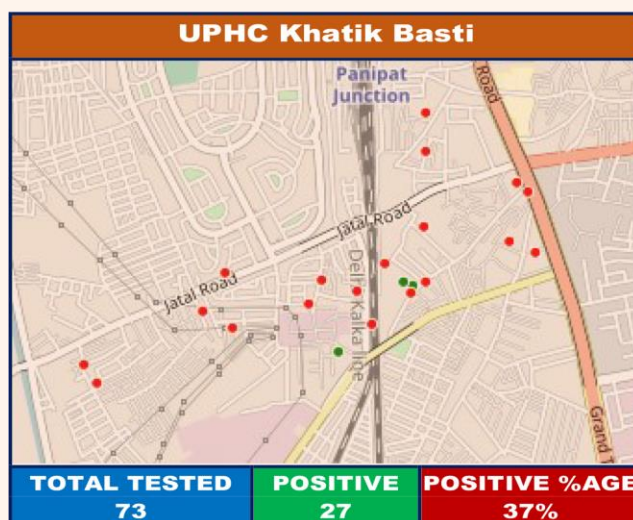 UPHC Khatik Basti
Panipat
Junction
Road
Jatal Road
Jatal Road
Delhi Kalka line
Grand T
TOTAL TESTED
POSITIVE
POSITIVE %AGE
73
27
37%